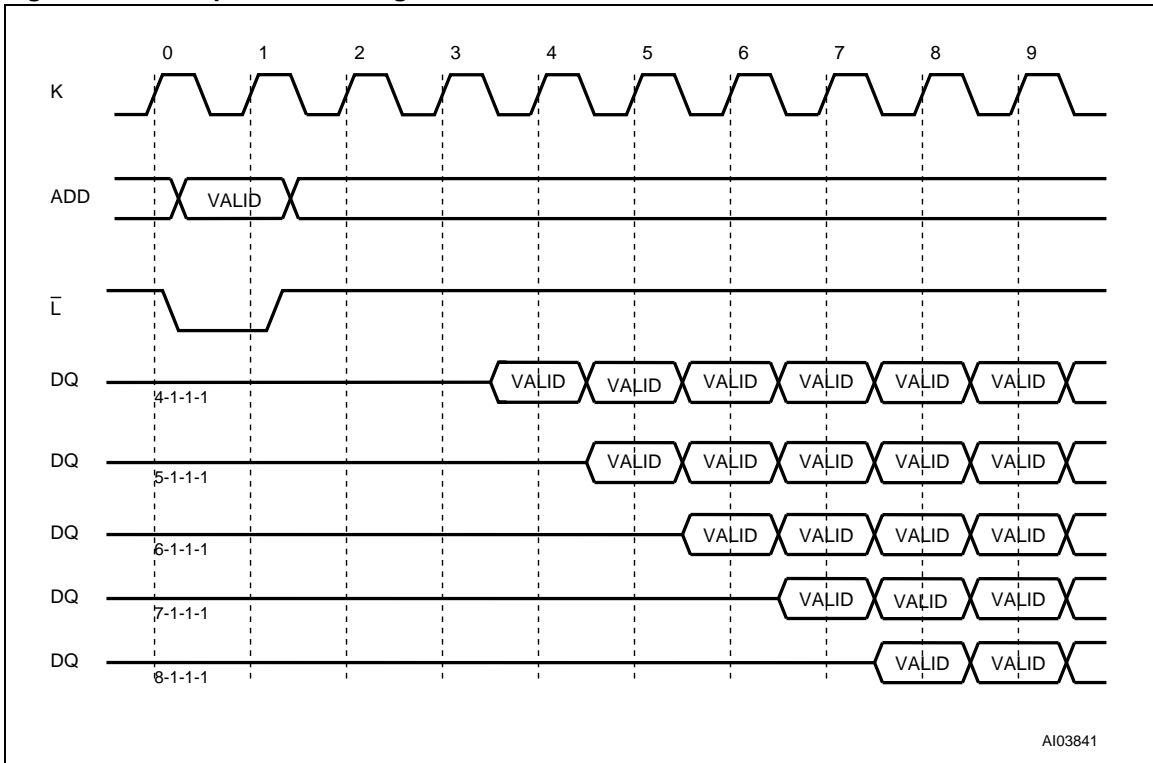 0 1 2 3 4 5 6 7 8 9
K
ADD VALID
L̅
DQ VALID VALID VALID VALID VALID VALID
4-1-1-1
DQ VALID VALID VALID VALID VALID
5-1-1-1
DQ VALID VALID VALID VALID
6-1-1-1
DQ VALID VALID VALID
7-1-1-1
DQ VALID VALID
8-1-1-1
AI03841